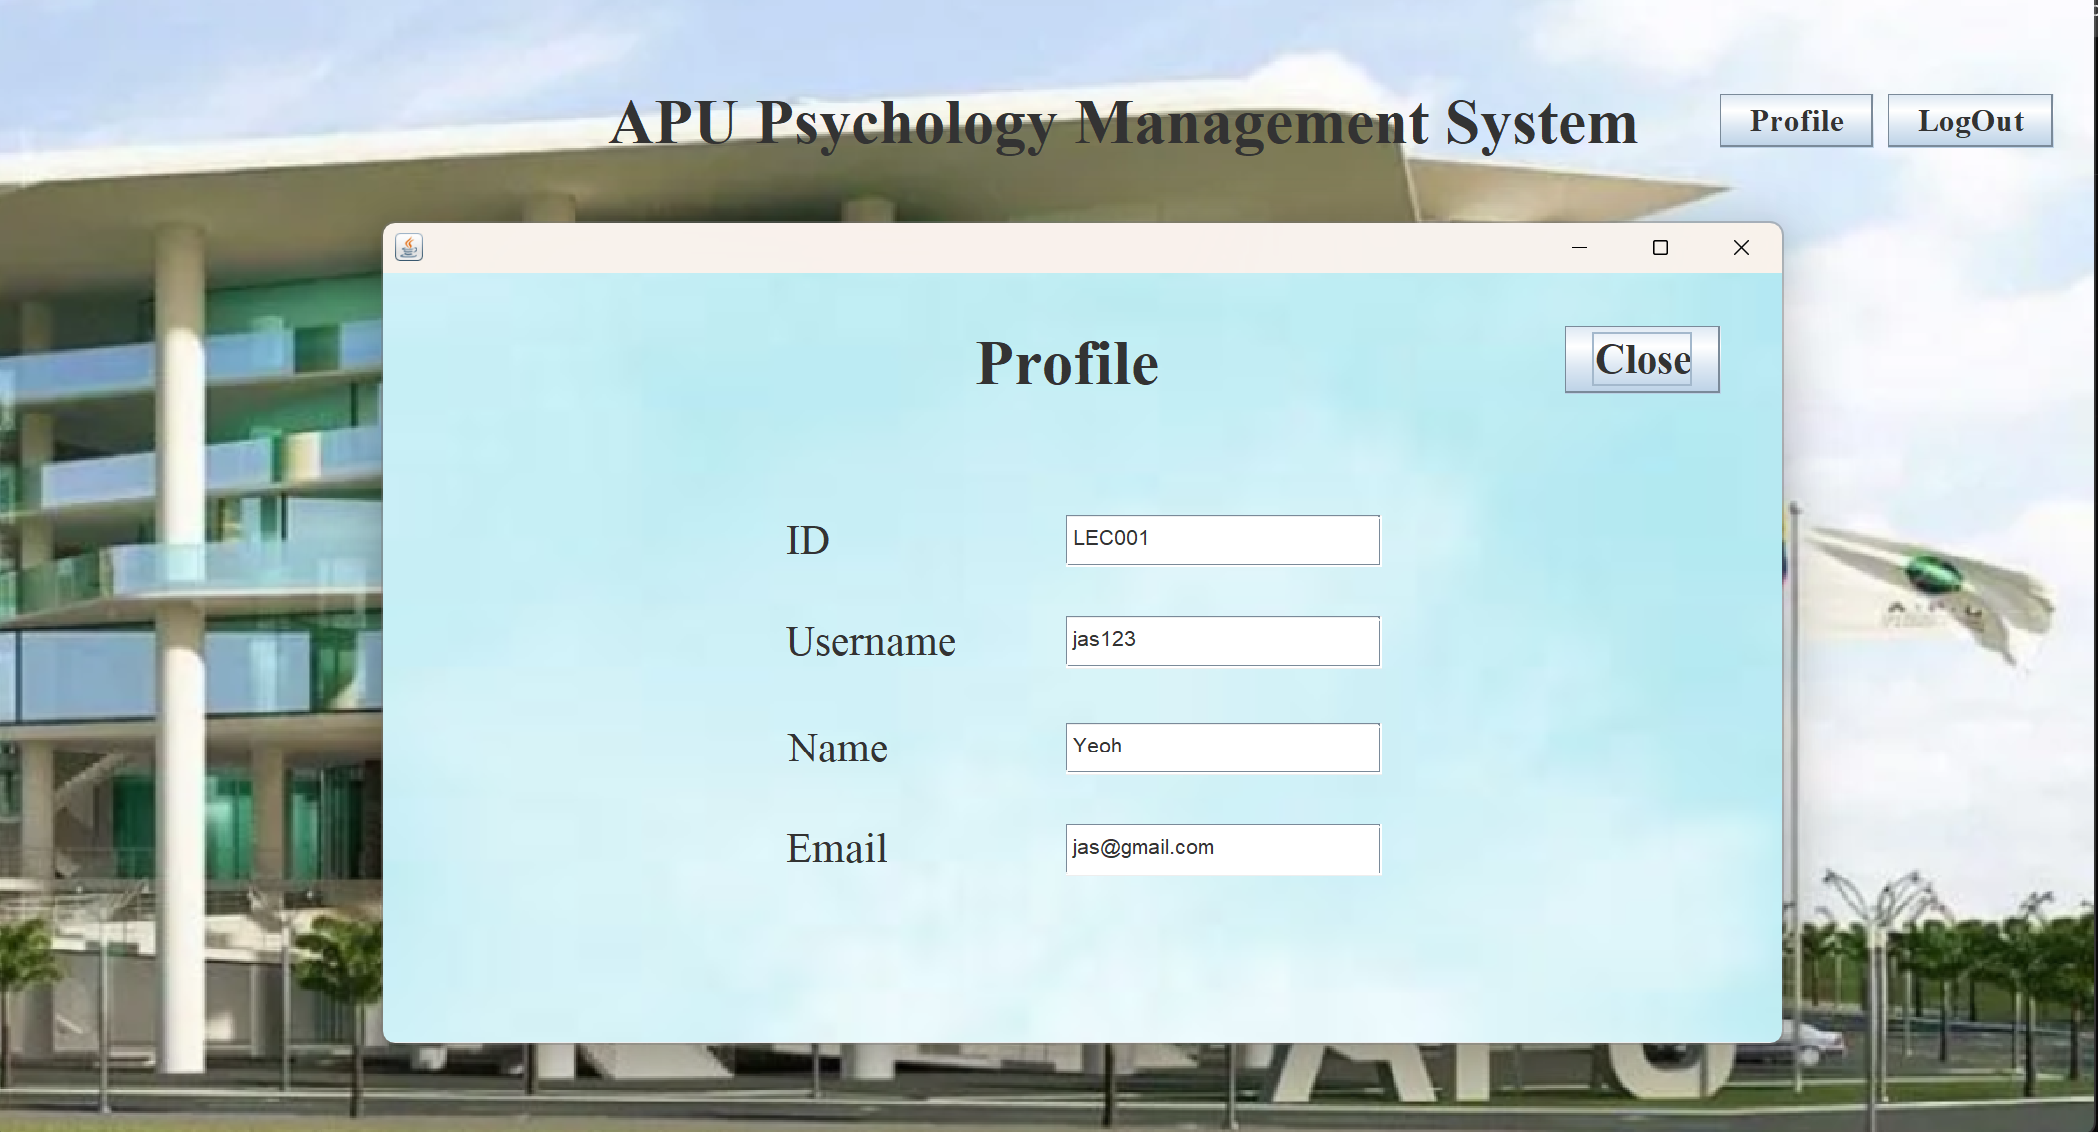 APU Psychology Management System
Profile
LogOut
Profile
Close
ID
LEC001
Username
jas123
Name
Yeoh
Email
jas@gmail.com